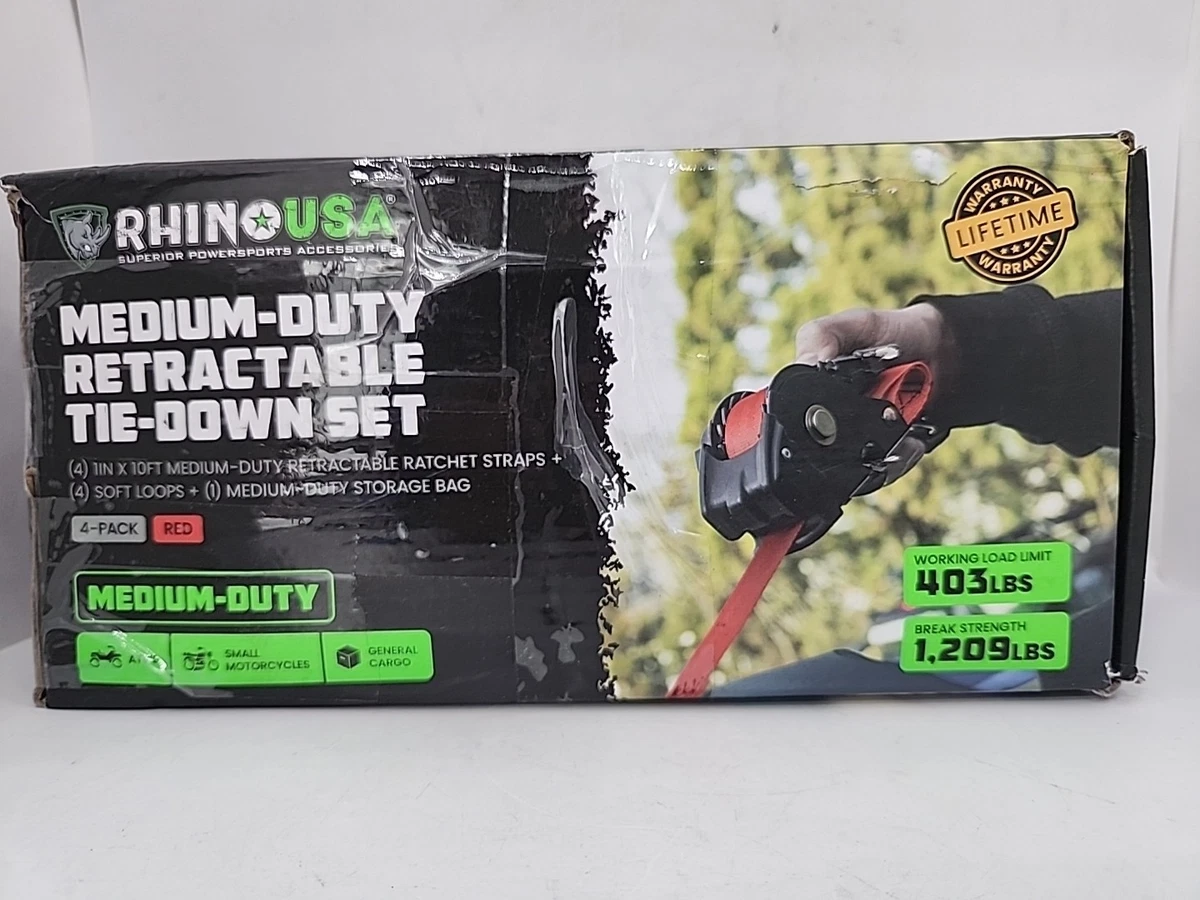 RHINO USA®
SUPERIOR POWERSPORTS ACCESSORIES
MEDIUM-DUTY
RETRACTABLE
TIE-DOWN SET
(4) 1IN X 10FT MEDIUM-DUTY RETRACTABLE RATCHET STRAPS +
(4) SOFT LOOPS + (1) MEDIUM-DUTY STORAGE BAG
4-PACK RED
MEDIUM-DUTY
SMALL
MOTORCYCLES
GENERAL
CARGO
WARRANTY
LIFETIME
WARRANTY
WORKING LOAD LIMIT
403LBS
BREAK STRENGTH
1,209LBS